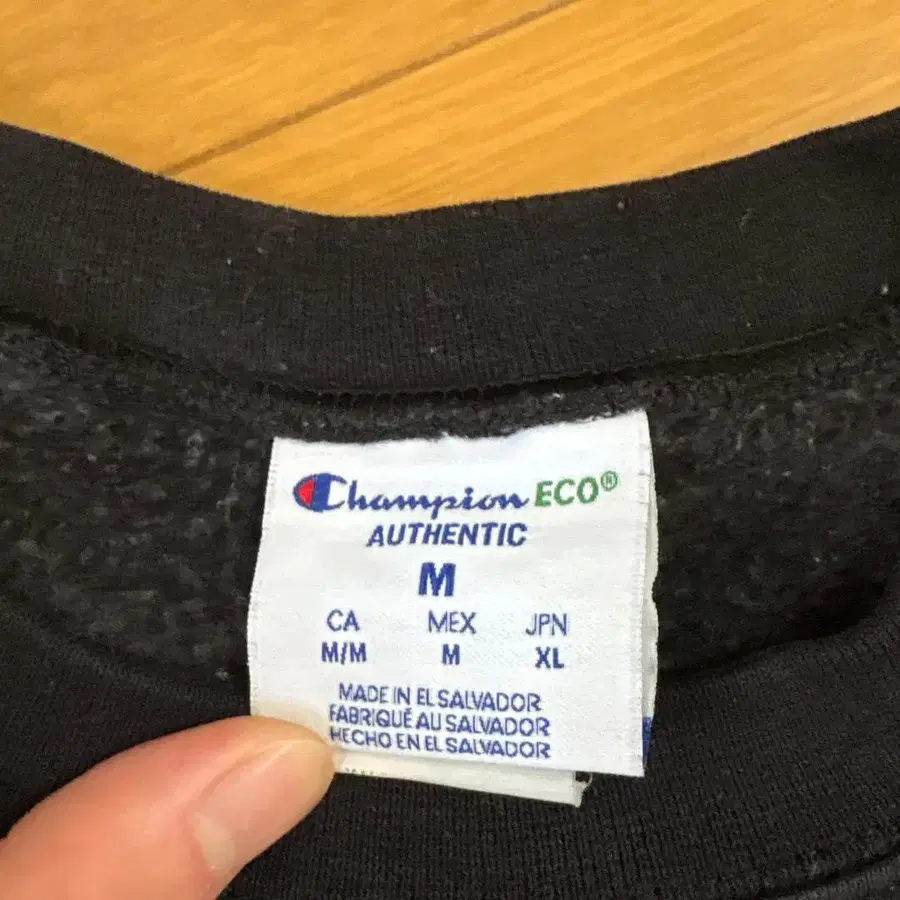 Champion ECO®
AUTHENTIC
M
CA MEX JPN
M/M M XL
MADE IN EL SALVADOR
FABRIQUÉ AU SALVADOR
HECHO EN EL SALVADOR